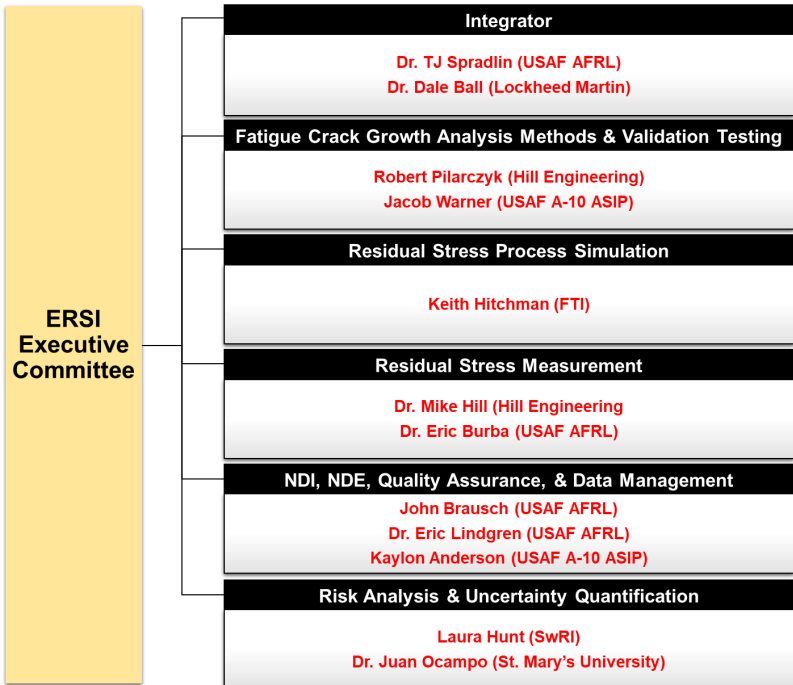 ERSI
Executive
Committee
Integrator
Dr. TJ Spradlin (USAF AFRL)
Dr. Dale Ball (Lockheed Martin)
Fatigue Crack Growth Analysis Methods & Validation Testing
Robert Pilarczyk (Hill Engineering)
Jacob Warner (USAF A-10 ASIP)
Residual Stress Process Simulation
Keith Hitchman (FTI)
Residual Stress Measurement
Dr. Mike Hill (Hill Engineering
Dr. Eric Burba (USAF AFRL)
NDI, NDE, Quality Assurance, & Data Management
John Brausch (USAF AFRL)
Dr. Eric Lindgren (USAF AFRL)
Kaylon Anderson (USAF A-10 ASIP)
Risk Analysis & Uncertainty Quantification
Laura Hunt (SwRI)
Dr. Juan Ocampo (St. Mary’s University)